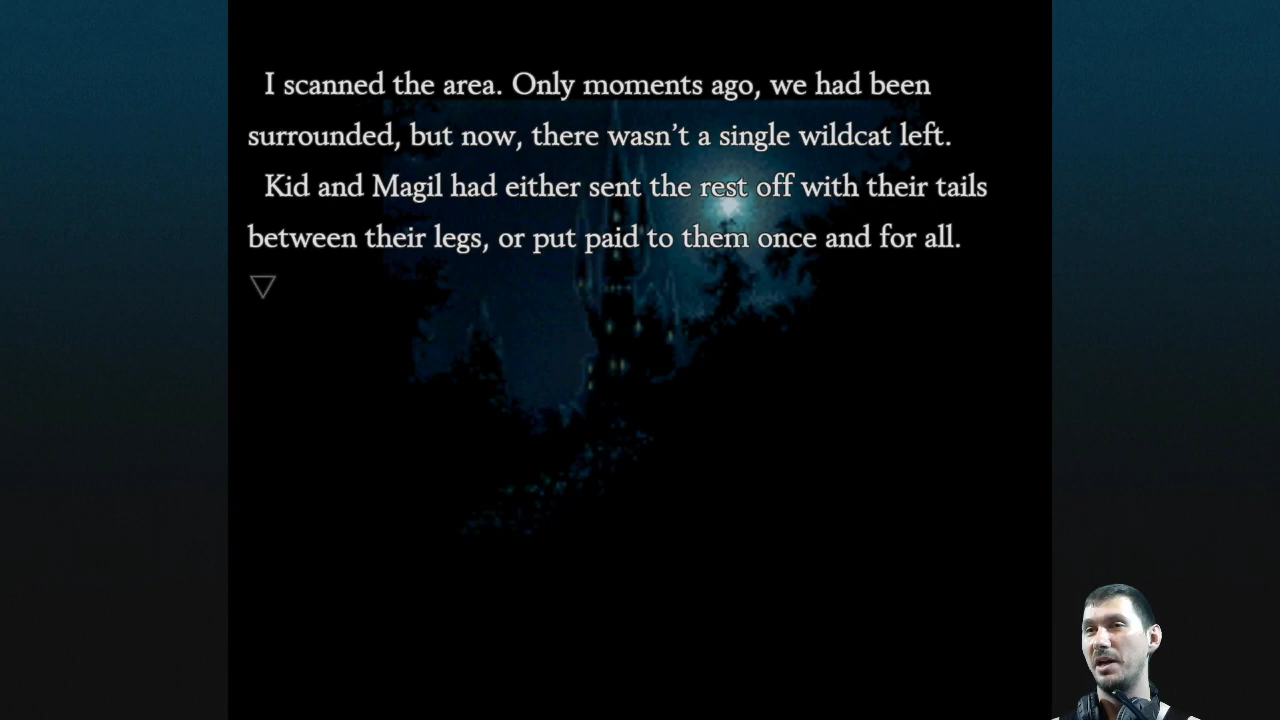 I scanned the area. Only moments ago, we had been
surrounded, but now, there wasn't a single wildcat left.
Kid and Magil had either sent the rest off with their tails
between their legs, or put paid to them once and for all.